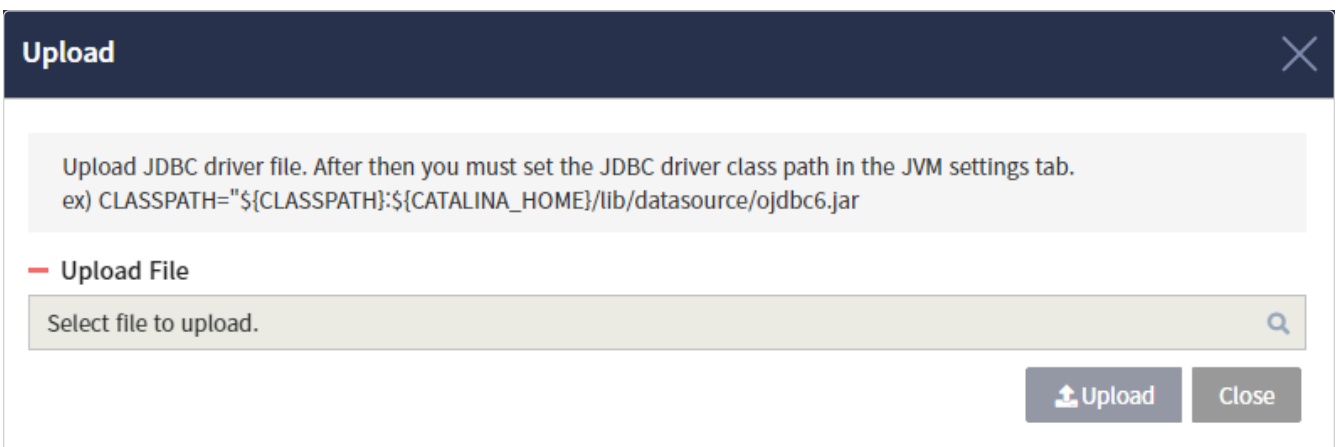 Upload
Upload JDBC driver file. After then you must set the JDBC driver class path in the JVM settings tab.
ex) CLASSPATH="${CLASSPATH}:${CATALINA_HOME}/lib/datasource/ojdbc6.jar
Upload File
Select file to upload.
Upload Close